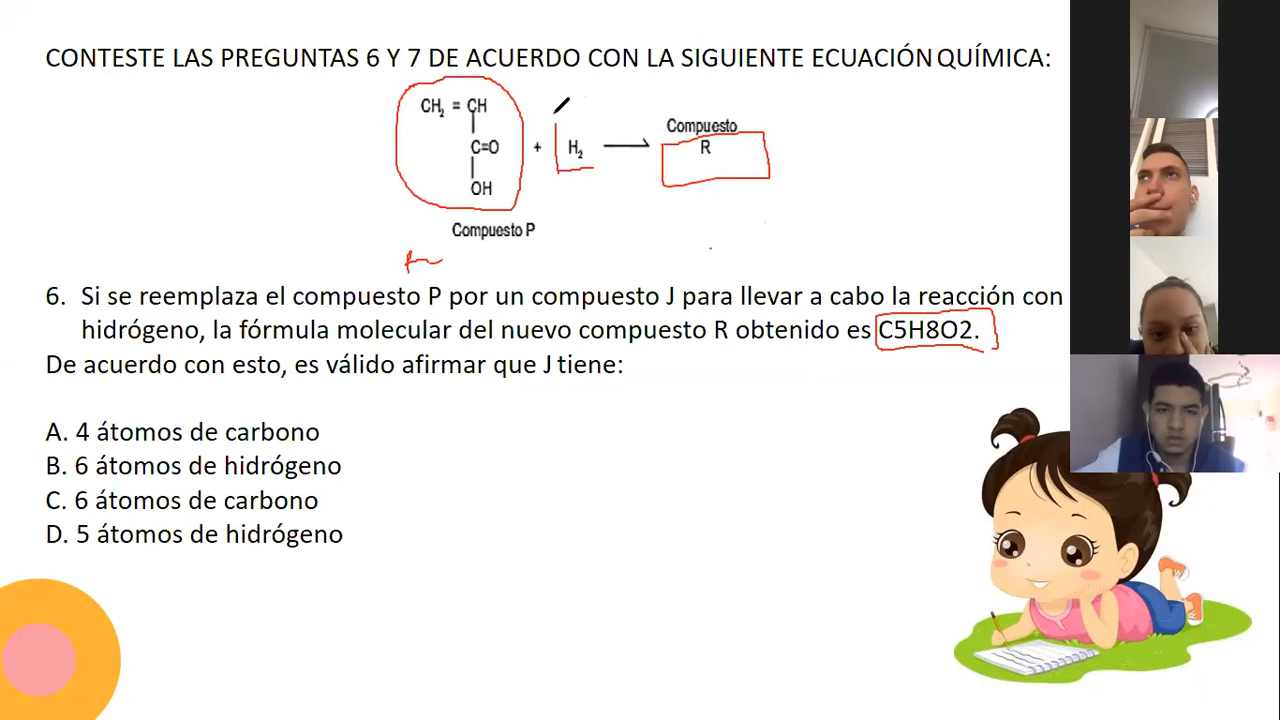 CONTESTE LAS PREGUNTAS 6 Y 7 DE ACUERDO CON LA SIGUIENTE ECUACIÓN QUÍMICA:
CH₂ = CH
Compuesto
C=O + H₂ R
OH
Compuesto P
6. Si se reemplaza el compuesto P por un compuesto J para llevar a cabo la reacción con
hidrógeno, la fórmula molecular del nuevo compuesto R obtenido es C5H8O2.
De acuerdo con esto, es válido afirmar que J tiene:
A. 4 átomos de carbono
B. 6 átomos de hidrógeno
C. 6 átomos de carbono
D. 5 átomos de hidrógeno